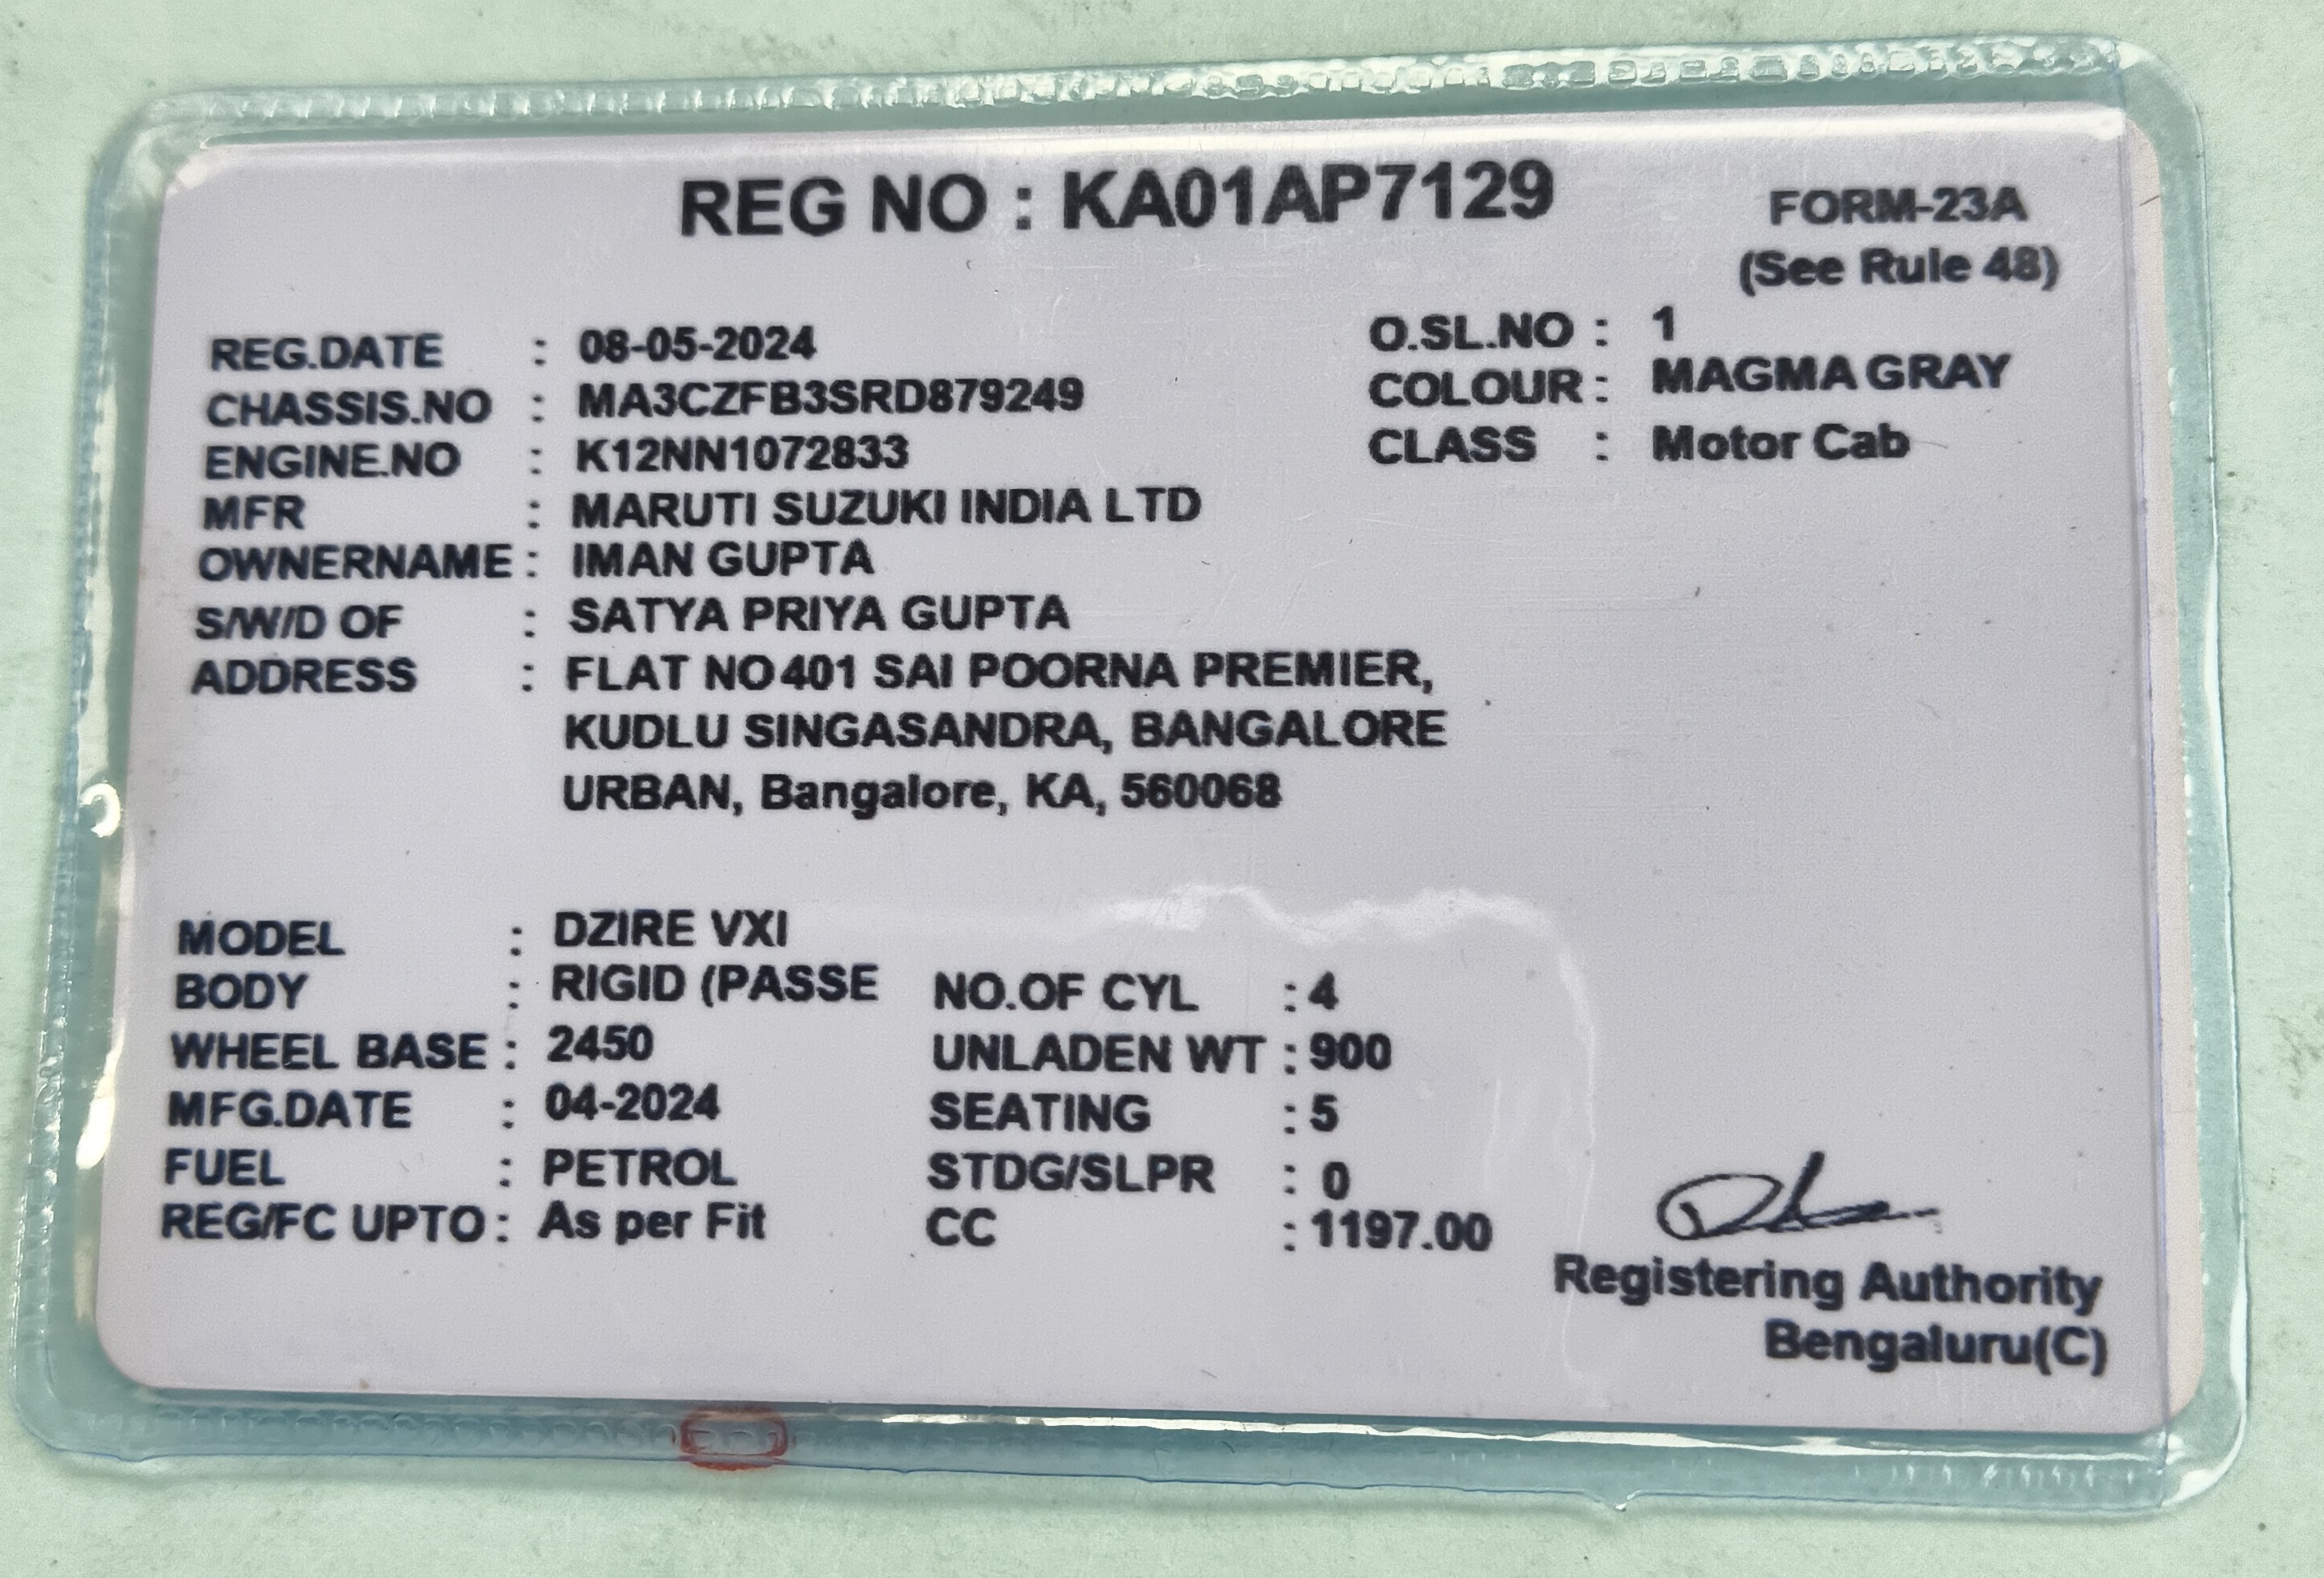 REG NO : KA01AP7129
FORM-23A
(See Rule 48)
REG.DATE : 08-05-2024
O.SL.NO : 1
CHASSIS.NO : MA3CZFB3SRD879249
COLOUR : MAGMA GRAY
ENGINE.NO : K12NN1072833
CLASS : Motor Cab
MFR : MARUTI SUZUKI INDIA LTD
OWNERNAME : IMAN GUPTA
S/W/D OF : SATYA PRIYA GUPTA
ADDRESS : FLAT NO401 SAI POORNA PREMIER,
KUDLU SINGASANDRA, BANGALORE
URBAN, Bangalore, KA, 560068
MODEL : DZIRE VXI
BODY : RIGID (PASSE NO.OF CYL : 4
WHEEL BASE : 2450 UNLADEN WT : 900
MFG.DATE : 04-2024 SEATING : 5
FUEL : PETROL STDG/SLPR : 0
REG/FC UPTO : As per Fit CC : 1197.00
Registering Authority
Bengaluru(C)